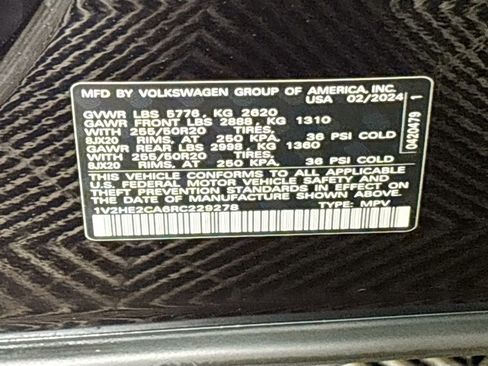 MFD BY VOLKSWAGEN GROUP OF AMERICA, INC.
USA 02/2024
GVWR LBS 5776, KG 2620
GAWR FRONT LBS 2888, KG 1310
WITH 255/50R20 TIRES,
8JX20 RIMS, AT 250 KPA, 36 PSI COLD
GAWR REAR LBS 2998, KG 1360
WITH 255/50R20 TIRES,
8JX20 RIMS, AT 250 KPA, 36 PSI COLD
THIS VEHICLE CONFORMS TO ALL APPLICABLE
U.S. FEDERAL MOTOR VEHICLE SAFETY AND
THEFT PREVENTION STANDARDS IN EFFECT ON
THE DATE OF MANUFACTURE SHOWN ABOVE.
1V2HE2CA6RC229278 TYPE: MPV
0420479 1